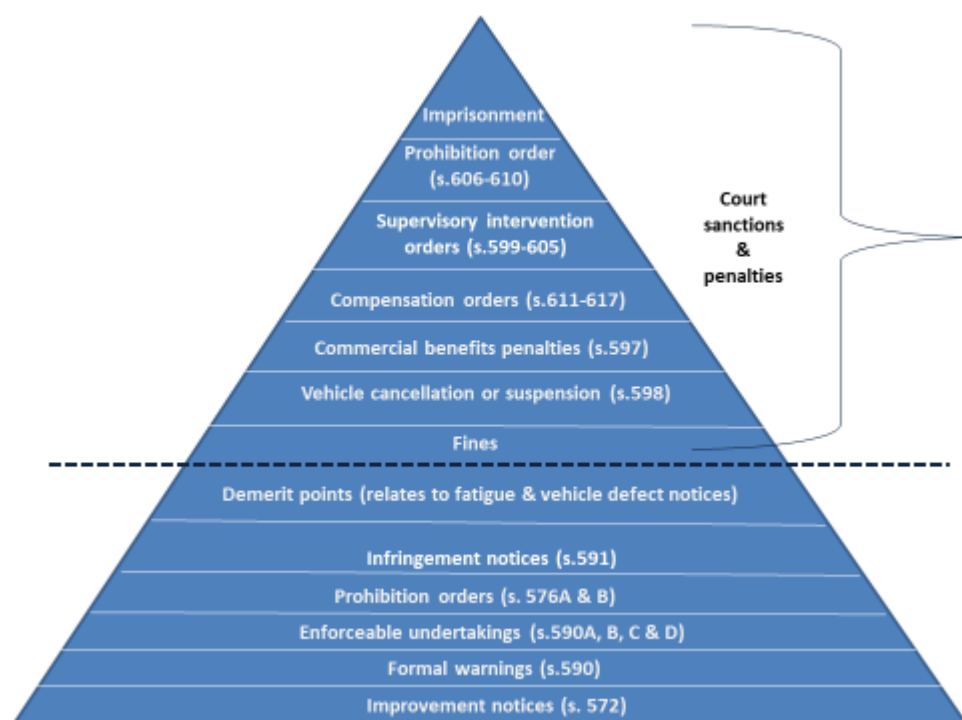 Imprisonment
Prohibition order
(s.606-610)
Supervisory intervention
orders (s.599-605)
Court
sanctions
&
penalties
Compensation orders (s.611-617)
Commercial benefits penalties (s.597)
Vehicle cancellation or suspension (s.598)
Fines
Demerit points (relates to fatigue & vehicle defect notices)
Infringement notices (s.591)
Prohibition orders (s. 576A & B)
Enforceable undertakings (s.590A, B, C & D)
Formal warnings (s.590)
Improvement notices (s. 572)